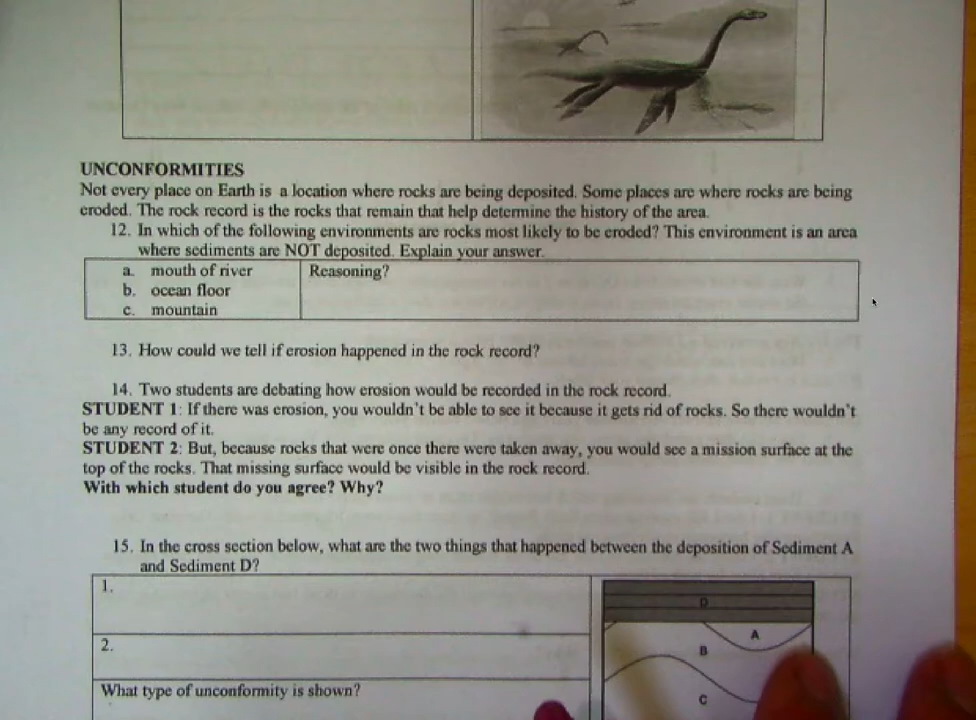 UNCONFORMITIES
Not every place on Earth is a location where rocks are being deposited. Some places are where rocks are being
eroded. The rock record is the rocks that remain that help determine the history of the area.
12. In which of the following environments are rocks most likely to be eroded? This environment is an area
where sediments are NOT deposited. Explain your answer.
a. mouth of river
b. ocean floor
c. mountain
Reasoning?
13. How could we tell if erosion happened in the rock record?
14. Two students are debating how erosion would be recorded in the rock record.
STUDENT 1: If there was erosion, you wouldn't be able to see it because it gets rid of rocks. So there wouldn't
be any record of it.
STUDENT 2: But, because rocks that were once there were taken away, you would see a mission surface at the
top of the rocks. That missing surface would be visible in the rock record.
With which student do you agree? Why?
15. In the cross section below, what are the two things that happened between the deposition of Sediment A
and Sediment D?
1.
2.
What type of unconformity is shown?
D
A
B
C